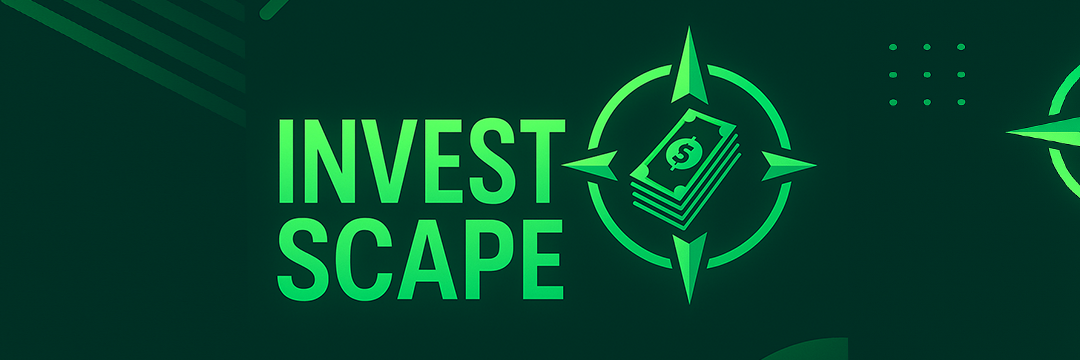 INVEST
SCAPE
$